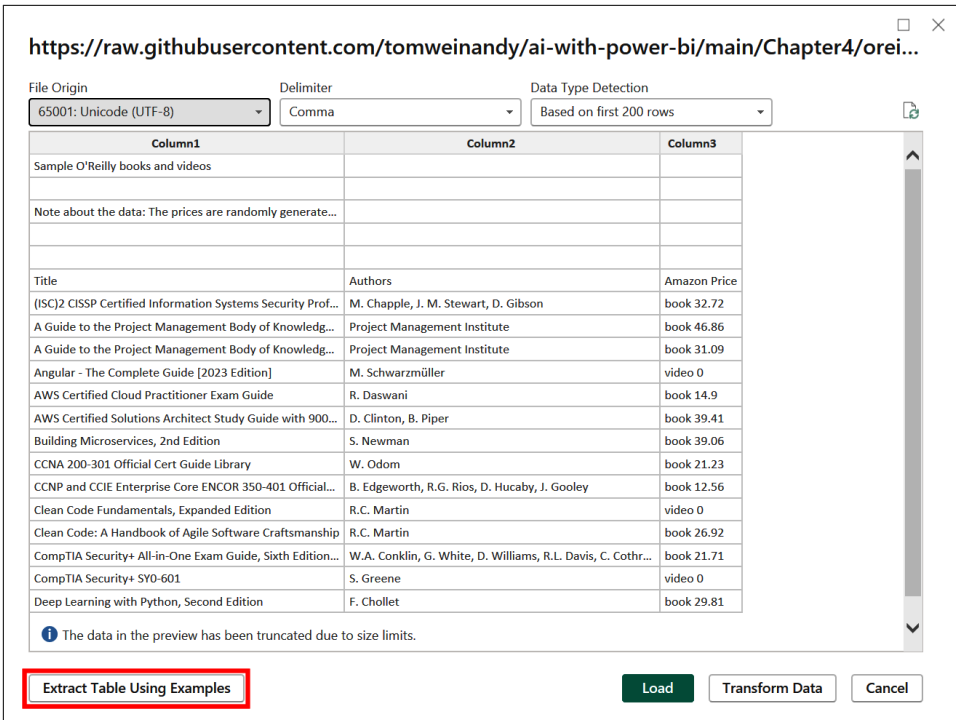 https://raw.githubusercontent.com/tomweinandy/ai-with-power-bi/main/Chapter4/orei...
File Origin Delimiter Data Type Detection
65001: Unicode (UTF-8) Comma Based on first 200 rows
Column1 Column2 Column3
Sample O'Reilly books and videos
Note about the data: The prices are randomly generate...
Title Authors Amazon Price
(ISC)2 CISSP Certified Information Systems Security Prof... M. Chapple, J. M. Stewart, D. Gibson book 32.72
A Guide to the Project Management Body of Knowledg... Project Management Institute book 46.86
A Guide to the Project Management Body of Knowledg... Project Management Institute book 31.09
Angular - The Complete Guide [2023 Edition] M. Schwarzmüller video 0
AWS Certified Cloud Practitioner Exam Guide R. Daswani book 14.9
AWS Certified Solutions Architect Study Guide with 900... D. Clinton, B. Piper book 39.41
Building Microservices, 2nd Edition S. Newman book 39.06
CCNA 200-301 Official Cert Guide Library W. Odom book 21.23
CCNP and CCIE Enterprise Core ENCOR 350-401 Official... B. Edgeworth, R.G. Rios, D. Hucaby, J. Gooley book 12.56
Clean Code Fundamentals, Expanded Edition R.C. Martin video 0
Clean Code: A Handbook of Agile Software Craftsmanship R.C. Martin book 26.92
CompTIA Security+ All-in-One Exam Guide, Sixth Edition... W.A. Conklin, G. White, D. Williams, R.L. Davis, C. Cothr... book 21.71
CompTIA Security+ SY0-601 S. Greene video 0
Deep Learning with Python, Second Edition F. Chollet book 29.81
The data in the preview has been truncated due to size limits.
Extract Table Using Examples Load Transform Data Cancel